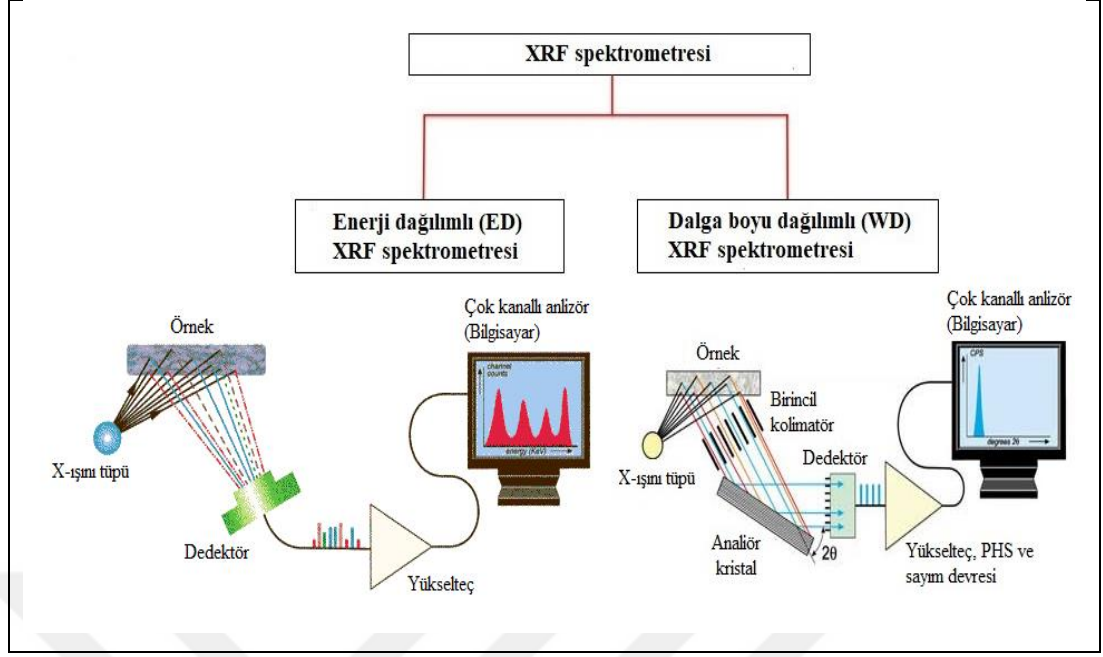 XRF spektrometresi
Enerji dağılımlı (ED)
XRF spektrometresi
Dalga boyu dağılımlı (WD)
XRF spektrometresi
Örnek
X-ışını tüpü
Dedektör
Yükselteç
Çok kanallı anlizör
(Bilgisayar)
channel
counts
energy (KeV)
Örnek
X-ışını tüpü
Birincil
kolimatör
Dedektör
Analiör
kristal
2θ
Yükselteç, PHS ve
sayım devresi
Çok kanallı anlizör
(Bilgisayar)
CPS
degrees 2θ